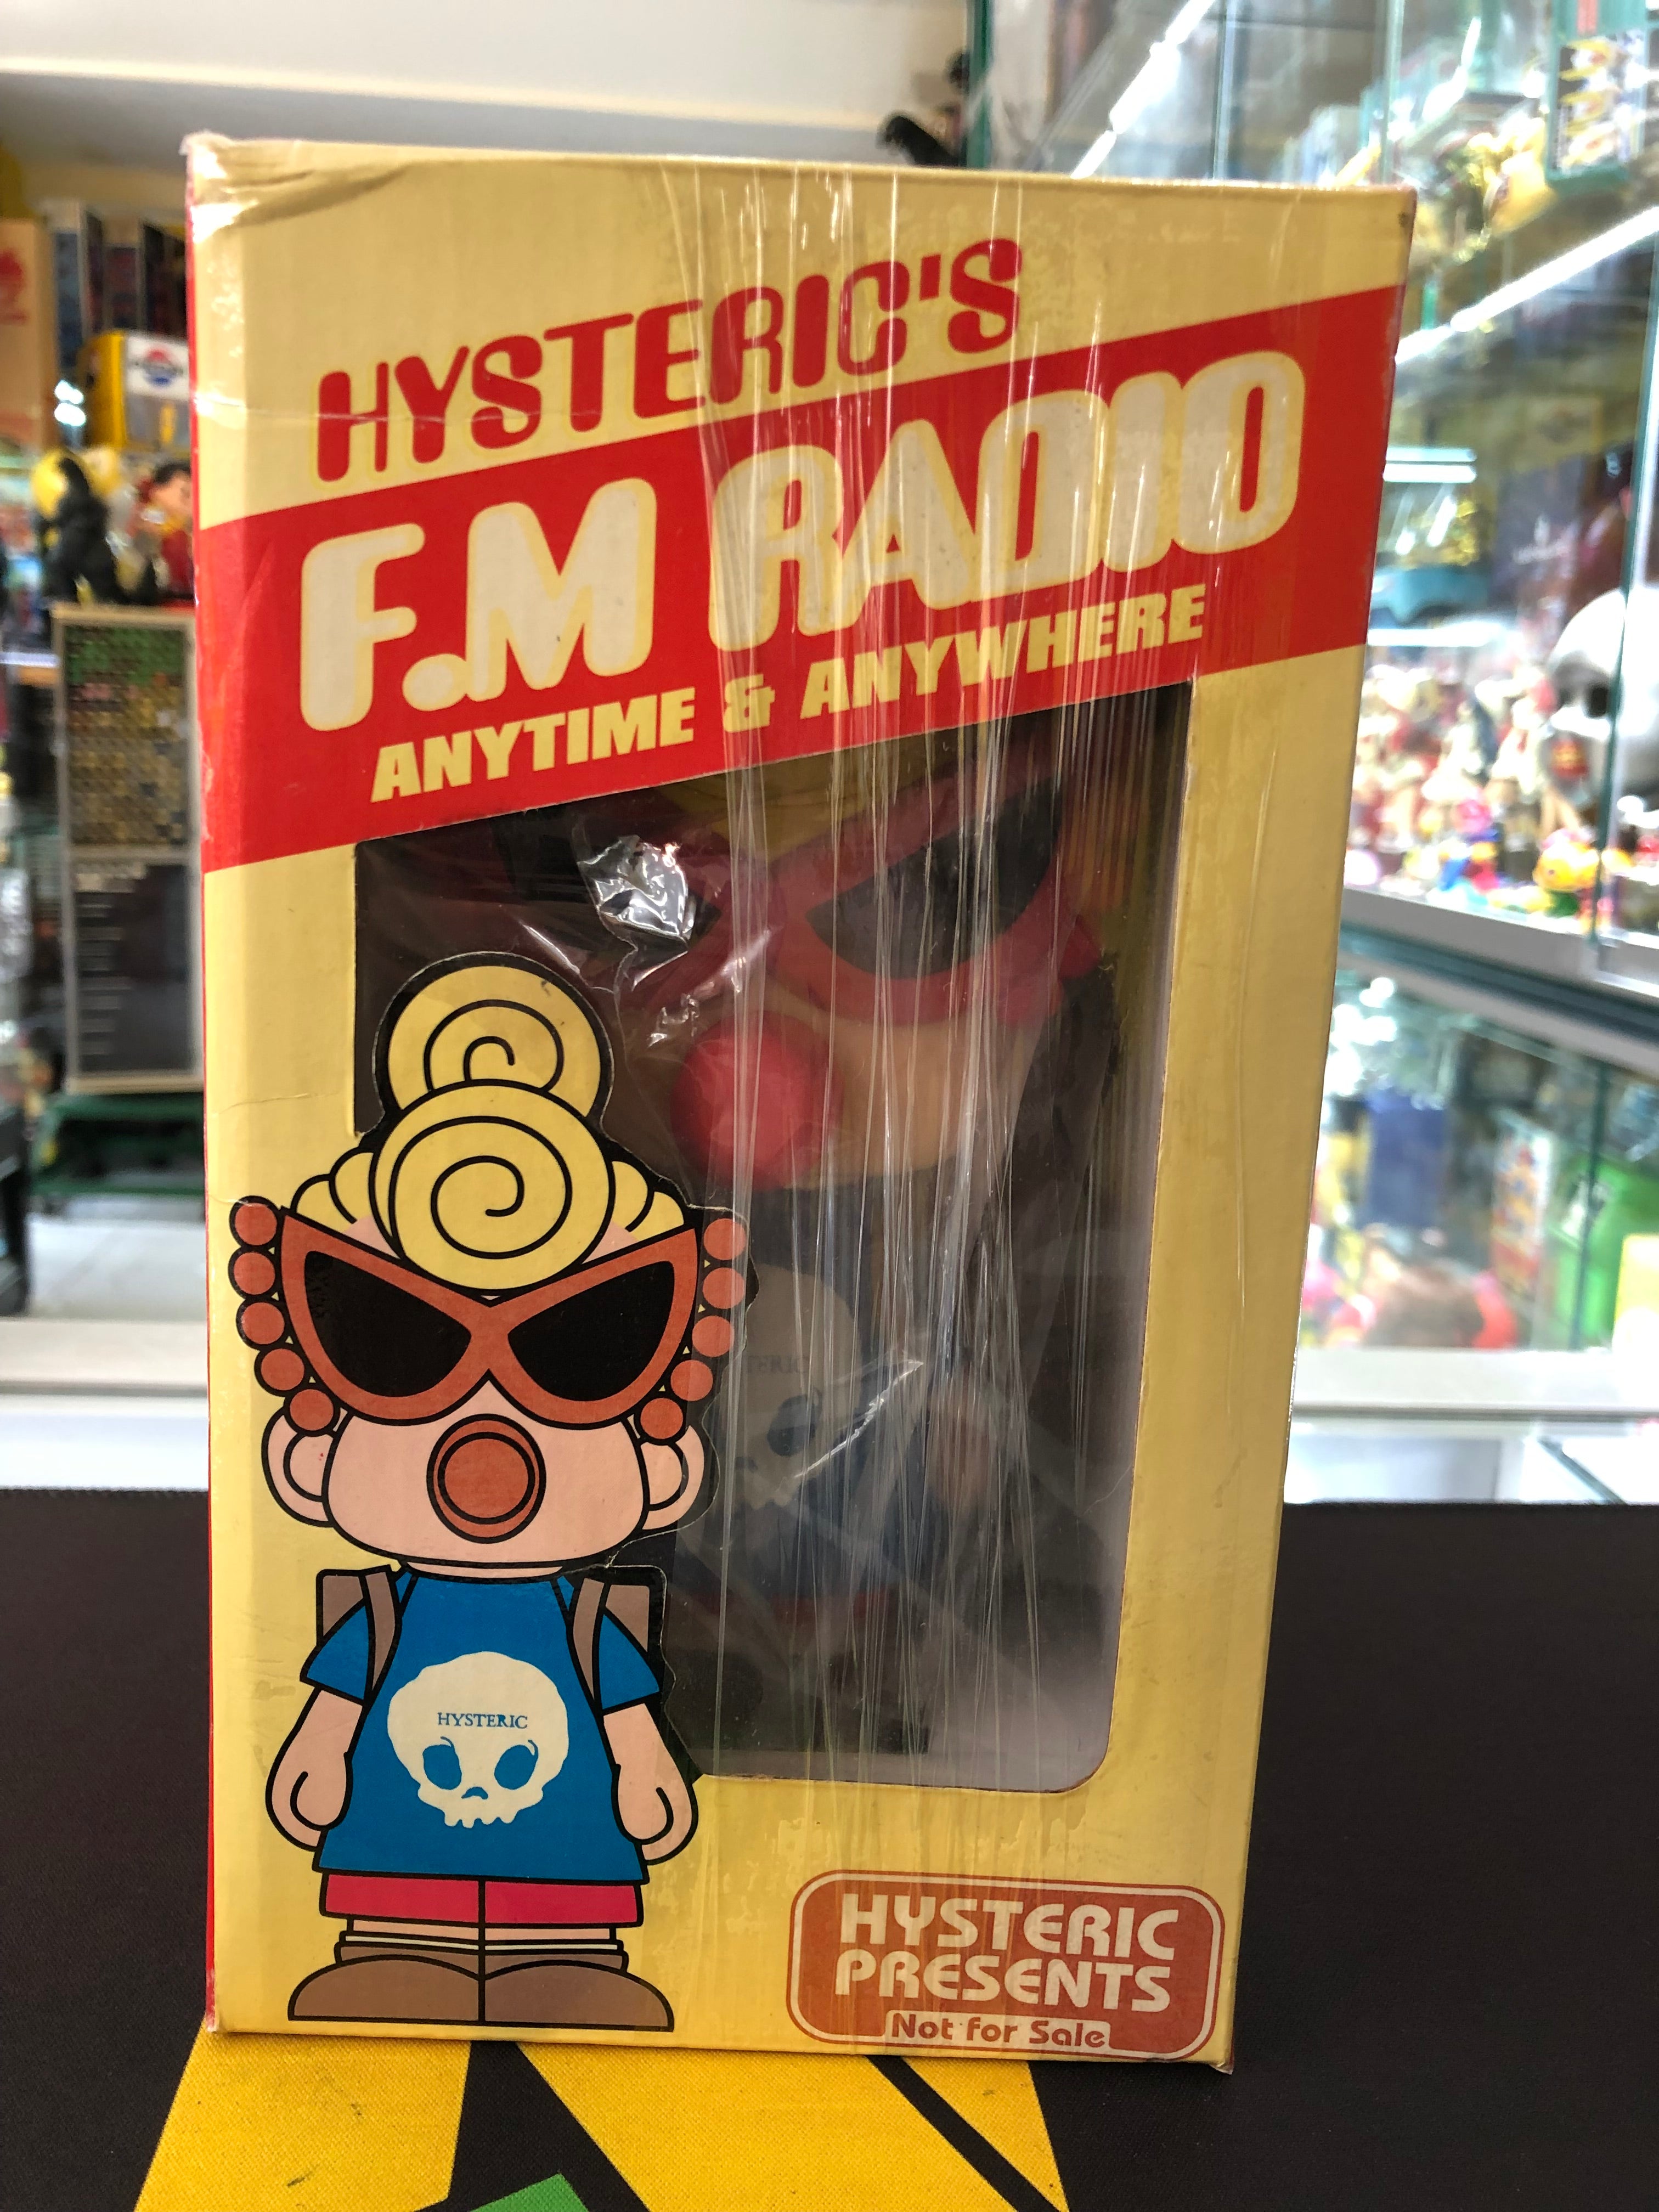 HYSTERIC'S
F.M RADIO
ANYTIME & ANYWHERE
HYSTERIC
HYSTERIC
PRESENTS
Not for Sale